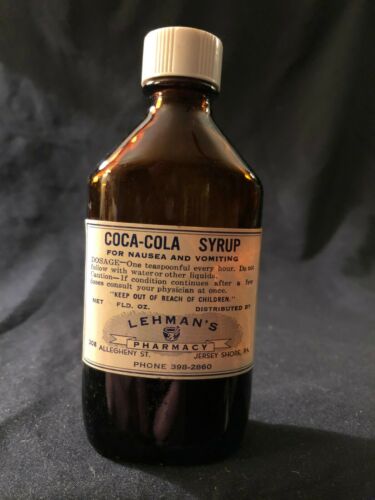 COCA-COLA SYRUP
FOR NAUSEA AND VOMITING
DOSAGE—One teaspoonful every hour. Do not
follow with water or other liquids.
Caution—If condition continues after a few
doses consult your physician at once.
"KEEP OUT OF REACH OF CHILDREN."
NET FLD. OZ. DISTRIBUTED BY
LEHMAN'S
PHARMACY
308 ALLEGHENY ST. JERSEY SHORE, PA.
PHONE 398-2860